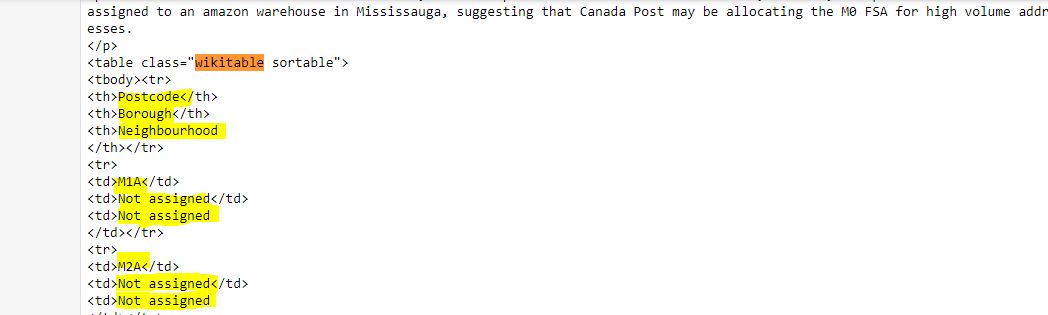 assigned to an amazon warehouse in Mississauga, suggesting that Canada Post may be allocating the M0 FSA for high volume addr
esses.
</p>
<table class="wikitable sortable">
<tbody><tr>
<th>Postcode</th>
<th>Borough</th>
<th>Neighbourhood
</th></tr>
<tr>
<td>M1A</td>
<td>Not assigned</td>
<td>Not assigned
</td></tr>
<tr>
<td>M2A</td>
<td>Not assigned</td>
<td>Not assigned